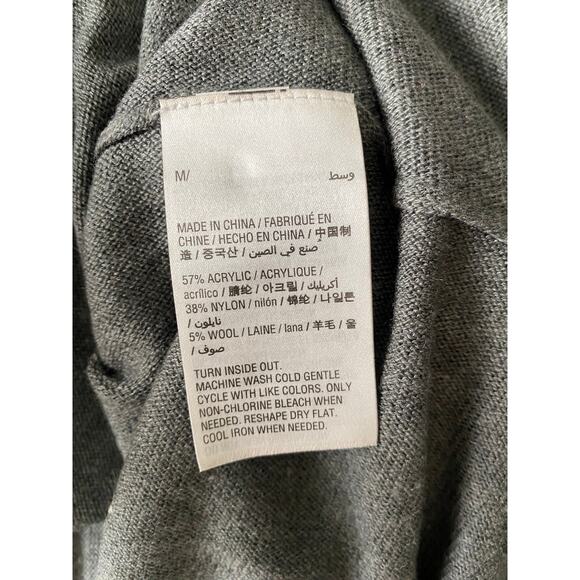 M/ وسط
MADE IN CHINA / FABRIQUÉ EN
CHINE / HECHO EN CHINA / 中国制
造 / 중국산 / صنع في الصين /
57% ACRYLIC / ACRYLIQUE /
acrílico / 腈纶 / 아크릴 / أكريليك
38% NYLON / nilón / 锦纶 / 나일론
/ نايلون
5% WOOL / LAINE / lana / 羊毛 / 울
/ صوف
TURN INSIDE OUT.
MACHINE WASH COLD GENTLE
CYCLE WITH LIKE COLORS. ONLY
NON-CHLORINE BLEACH WHEN
NEEDED. RESHAPE DRY FLAT.
COOL IRON WHEN NEEDED.